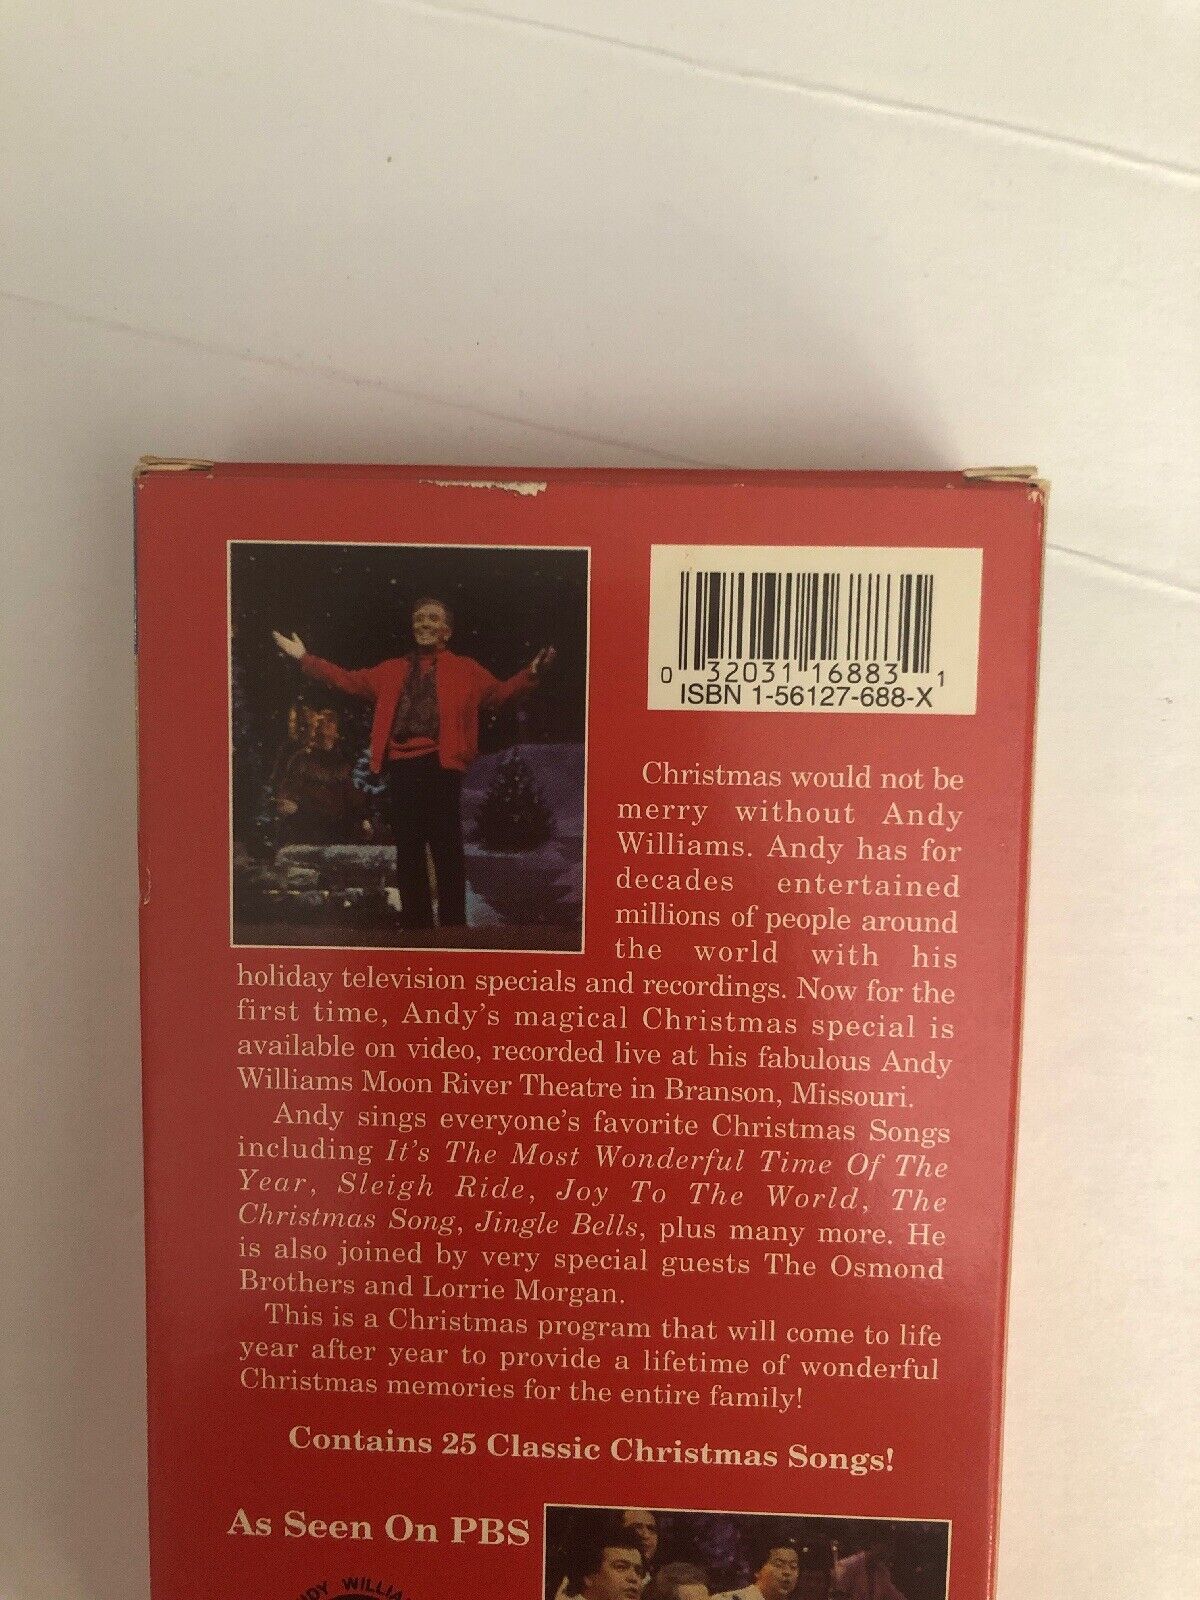 0 32031 16883 1
ISBN 1-56127-688-X
Christmas would not be
merry without Andy
Williams. Andy has for
decades entertained
millions of people around
the world with his
holiday television specials and recordings. Now for the
first time, Andy's magical Christmas special is
available on video, recorded live at his fabulous Andy
Williams Moon River Theatre in Branson, Missouri.
Andy sings everyone's favorite Christmas Songs
including It's The Most Wonderful Time Of The
Year, Sleigh Ride, Joy To The World, The
Christmas Song, Jingle Bells, plus many more. He
is also joined by very special guests The Osmond
Brothers and Lorrie Morgan.
This is a Christmas program that will come to life
year after year to provide a lifetime of wonderful
Christmas memories for the entire family!
Contains 25 Classic Christmas Songs!
As Seen On PBS